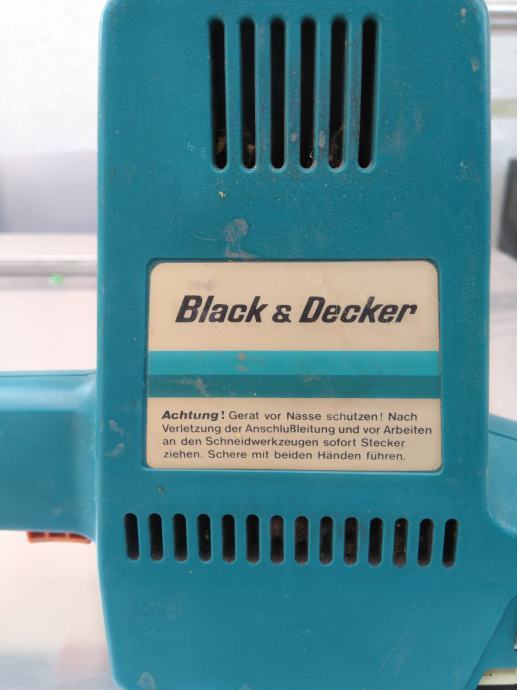 Black & Decker
Achtung! Gerat vor Nasse schutzen! Nach
Verletzung der Anschlußleitung und vor Arbeiten
an den Schneidwerkzeugen sofort Stecker
ziehen. Schere mit beiden Händen führen.